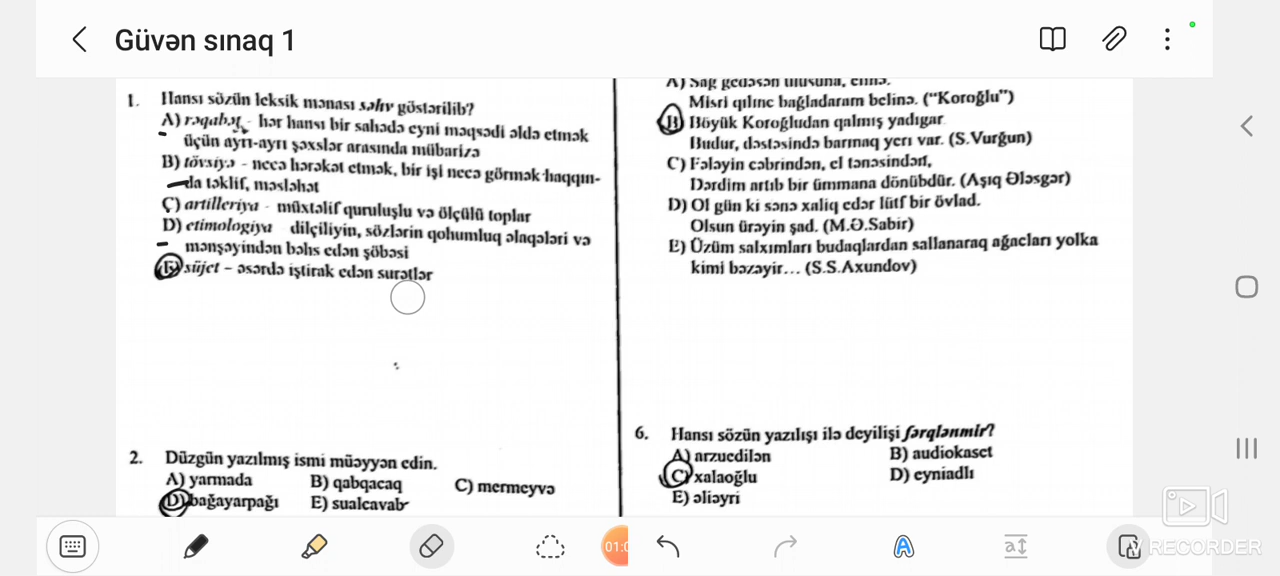 Güvən sınaq 1
1. Hansı sözün leksik mənası səhv göstərilib?
A) rəqabət - hər hansı bir sahədə eyni məqsədi əldə etmək
üçün ayrı-ayrı şəxslər arasında mübarizə
B) tövsiyə - necə hərəkət etmək, bir işi necə görmək haqqın-
da təklif, məsləhət
Ç) artilleriya - müxtəlif quruluşlu və ölçülü toplar
D) etimologiya dilçiliyin, sözlərin qohumluq əlaqələri və
mənşəyindən bəhs edən şöbəsi
E) süjet – əsərdə iştirak edən surətlər
2. Düzgün yazılmış ismi müəyyən edin.
A) yarmada B) qabqacaq C) mermeyvə
D) bağayarpağı E) sualcavab
Misri qılınc bağladaram belinə. (“Koroğlu”)
B) Böyük Koroğludan qalmış yadigar
Budur, dəstəsində barmaq yeri var. (S.Vurğun)
C) Fələyin cəbrindən, el tənəsindən,
Dərdim artıb bir ümmana dönübdür. (Aşıq Ələsgər)
D) Ol gün ki sənə xaliq edər lütf bir övlad.
Olsun ürəyin şad. (M.Ə.Sabir)
E) Üzüm salxımları budaqlardan sallanaraq ağacları yolka
kimi bəzəyir... (S.S.Axundov)
6. Hansı sözün yazılışı ilə deyilişi fərqlənmir?
A) arzuedilən B) audiokaset
C) xalaoğlu D) eyniadlı
E) əliəyri
A
RECORDER